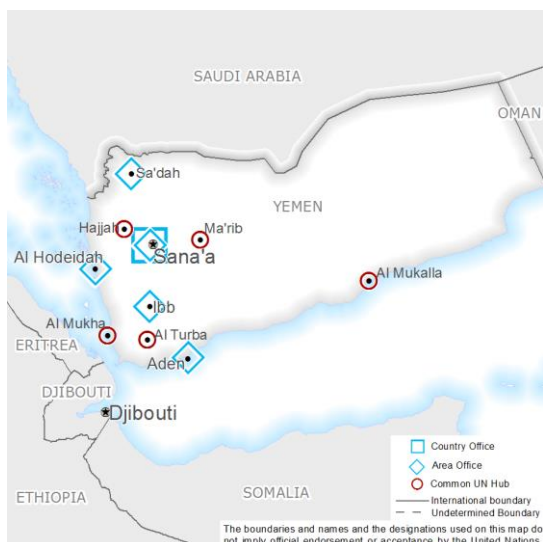 SAUDI ARABIA
OMAN
Sa'dah
YEMEN
Hajjah
Ma'rib
Sana'a
Al Hodeidah
Al Mukalla
Ibb
Al Mukha
Al Turba
ERITREA
Aden
DJIBOUTI
Djibouti
ETHIOPIA
SOMALIA
Country Office
Area Office
Common UN Hub
International boundary
Undetermined Boundary
The boundaries and names and the designations used on this map do
not imply official endorsement or acceptance by the United Nations